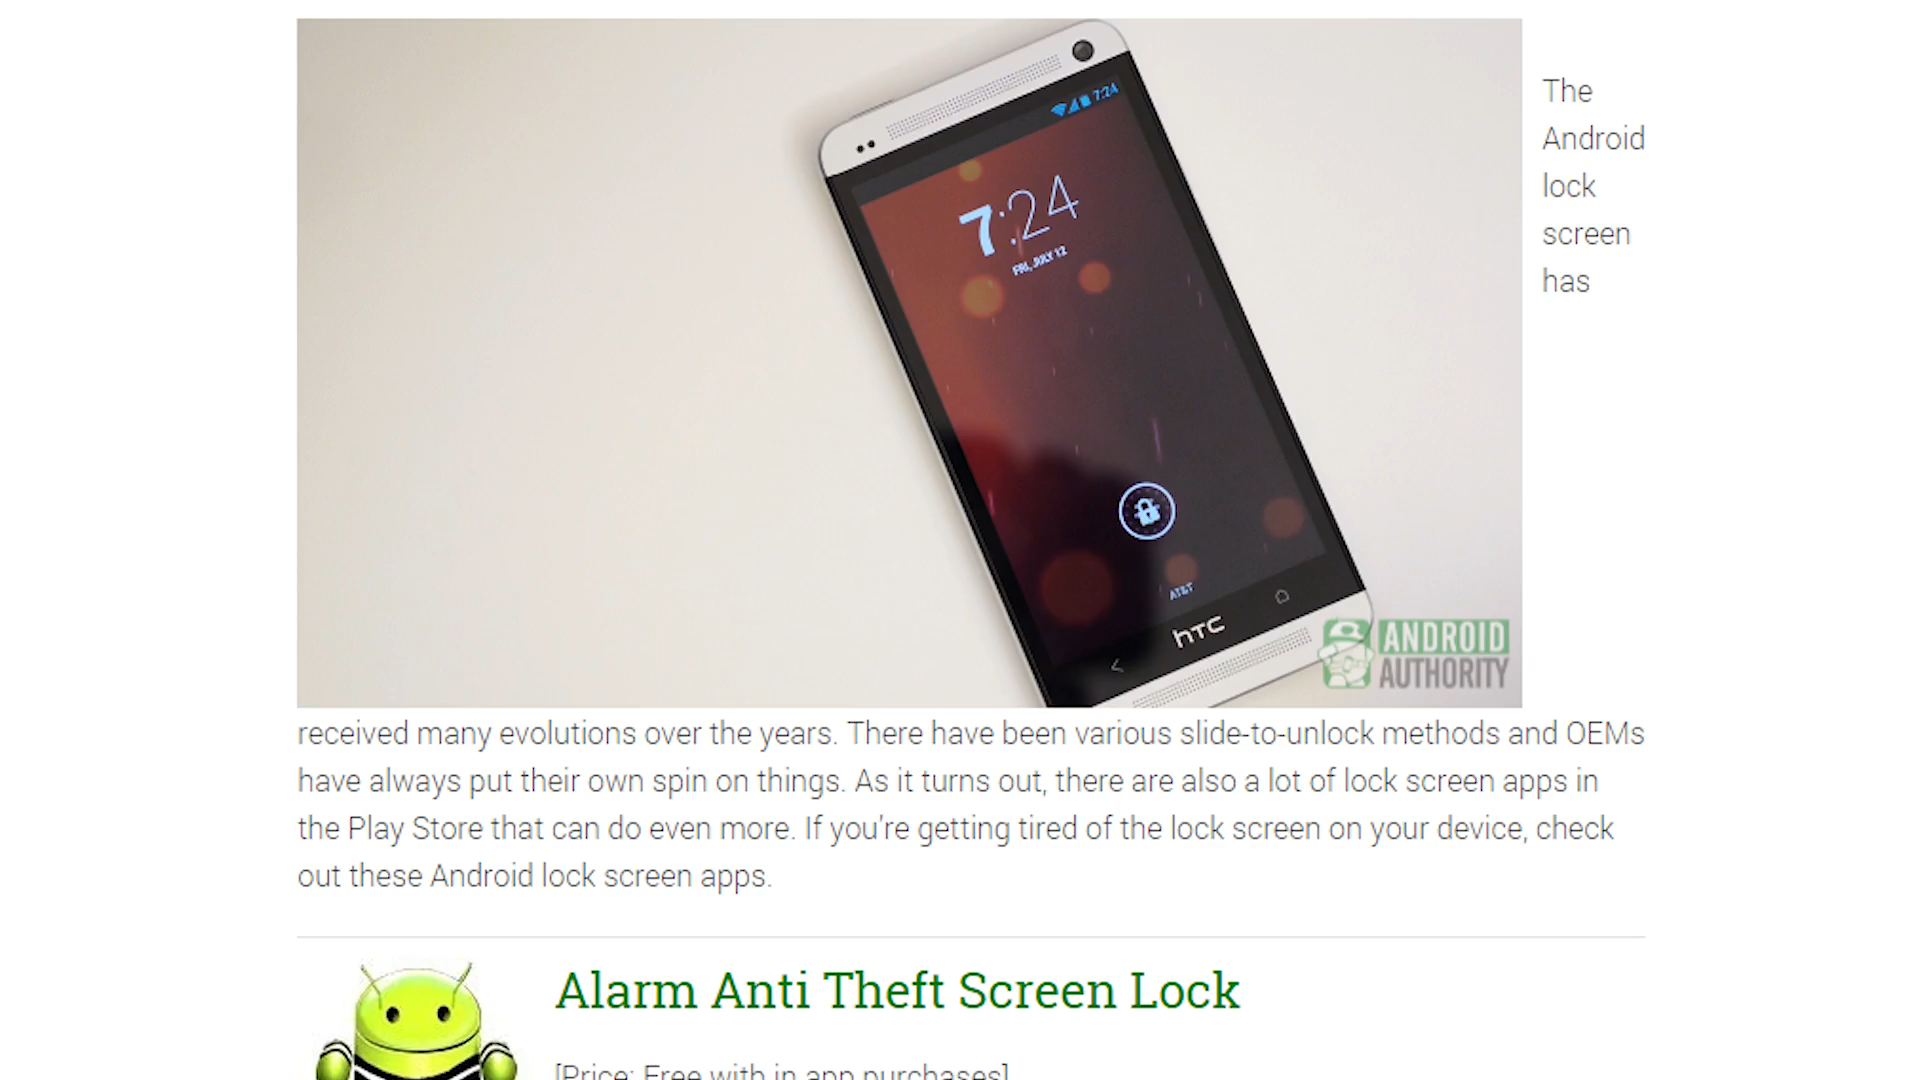 7:24
7:24
FRI, JULY 12
AT&T
hTC
ANDROID
AUTHORITY
The
Android
lock
screen
has
received many evolutions over the years. There have been various slide-to-unlock methods and OEMs
have always put their own spin on things. As it turns out, there are also a lot of lock screen apps in
the Play Store that can do even more. If you're getting tired of the lock screen on your device, check
out these Android lock screen apps.
Alarm Anti Theft Screen Lock
[Price: Free with in app purchases]